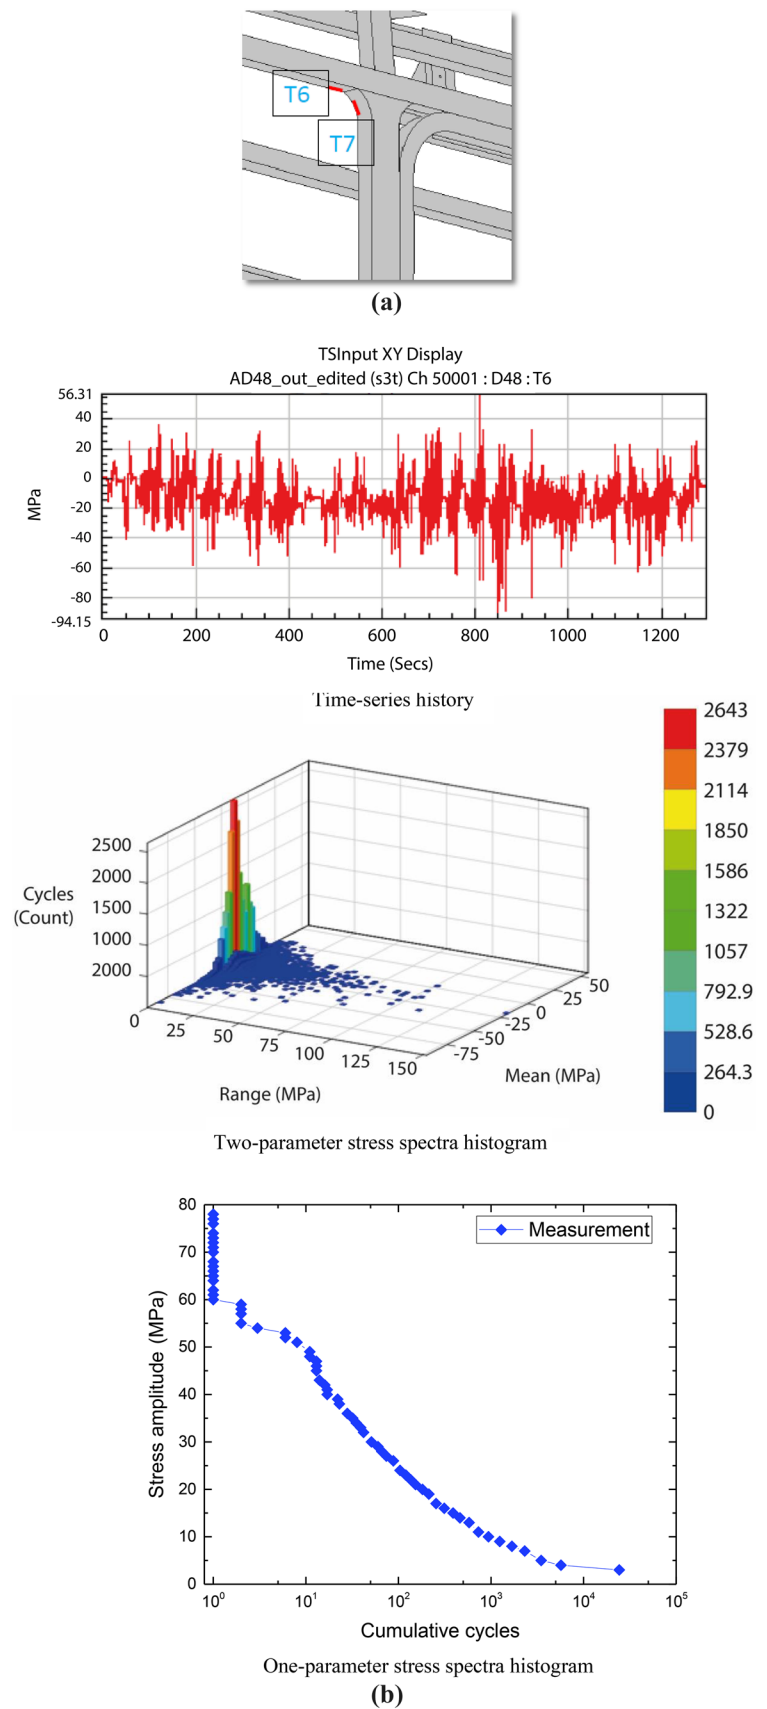 T6
T7
(a)
TSInput XY Display
AD48_out_edited (s3t) Ch 50001 : D48 : T6
56.31
40
20
0
-20
-40
-60
-80
-94.15
MPa
0 200 400 600 800 1000 1200
Time (Secs)
Time-series history
2643
2379
2114
1850
1586
1322
1057
792.9
528.6
264.3
0
2500
2000
1500
1000
2000
Cycles
(Count)
0 25 50 75 100 125 150
Range (MPa)
-75 -50 -25 0 25 50
Mean (MPa)
Two-parameter stress spectra histogram
80
70
60
50
40
30
20
10
0
Stress amplitude (MPa)
Measurement
10⁰ 10¹ 10² 10³ 10⁴ 10⁵
Cumulative cycles
One-parameter stress spectra histogram
(b)